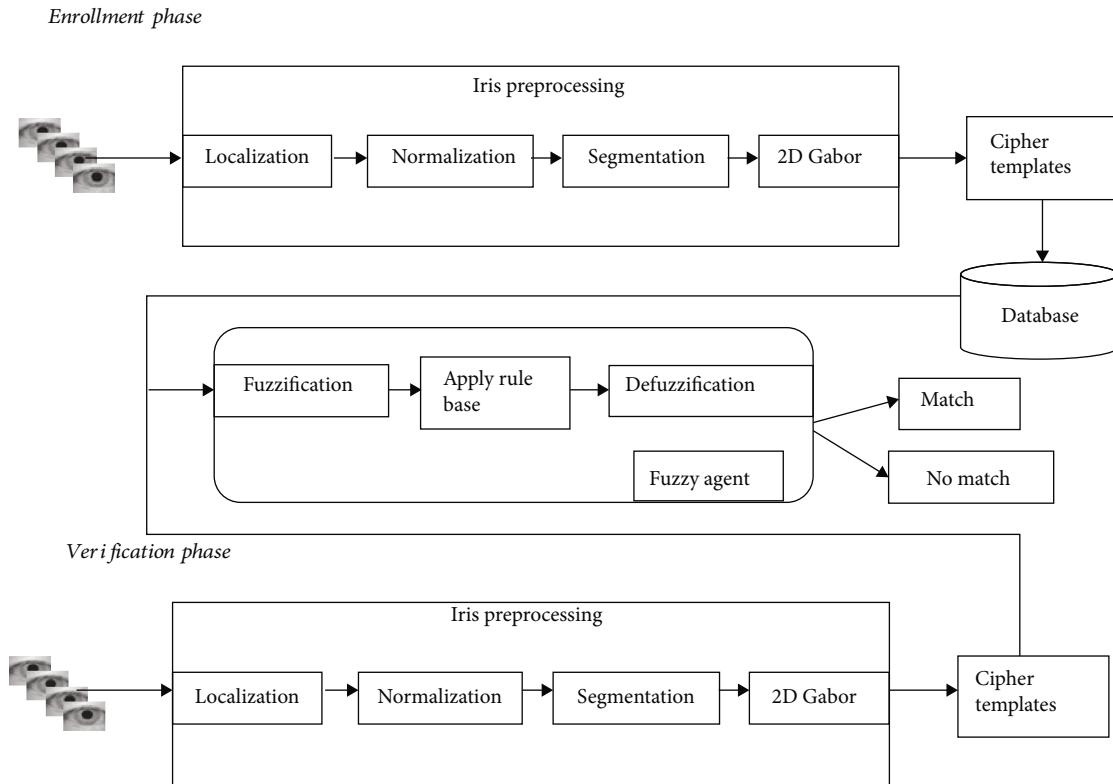 Enrollment phase
Iris preprocessing
Localization
Normalization
Segmentation
2D Gabor
Cipher
templates
Database
Fuzzification
Apply rule
base
Defuzzification
Fuzzy agent
Match
No match
Verification phase
Iris preprocessing
Localization
Normalization
Segmentation
2D Gabor
Cipher
templates